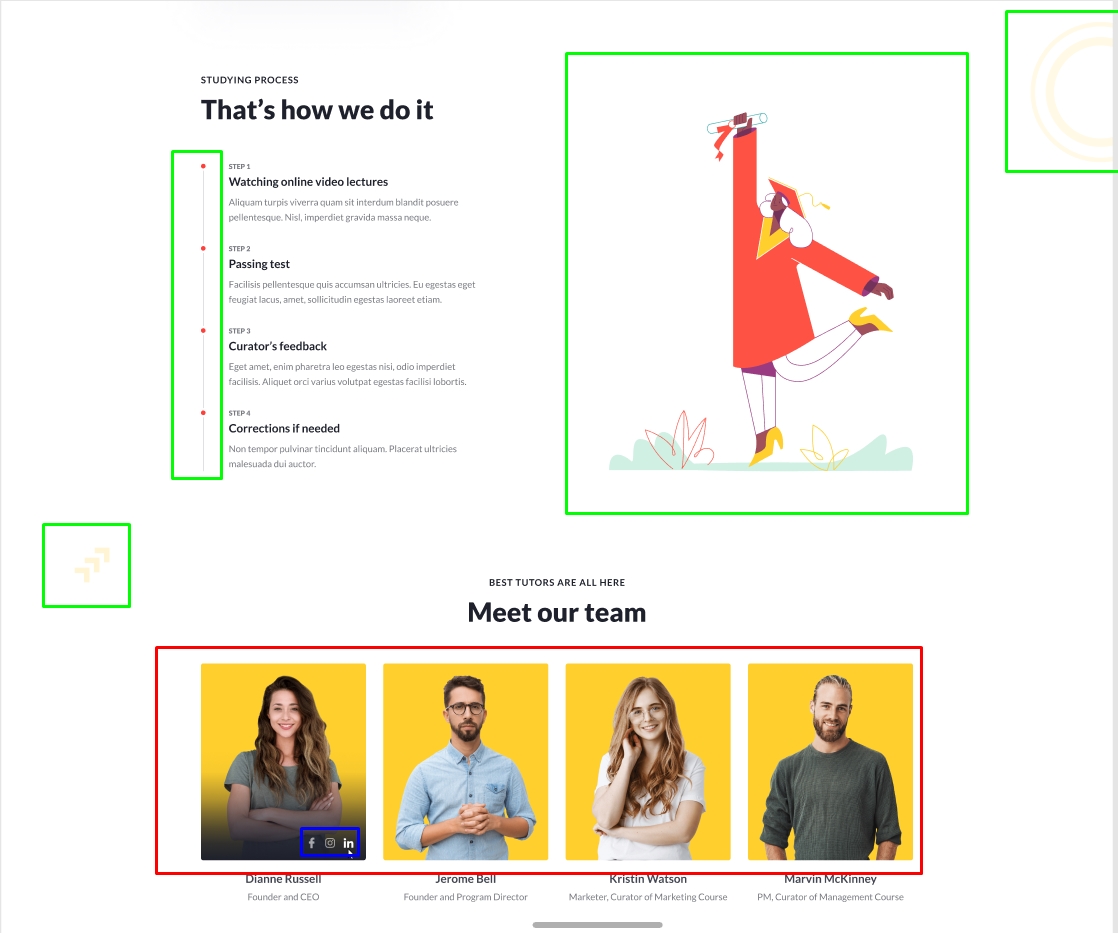 STUDYING PROCESS
That's how we do it
STEP 1
Watching online video lectures
Aliquam turpis viverra quam sit interdum blandit posuere
pellentesque. Nisl, imperdiet gravida massa neque.
STEP 2
Passing test
Facilisis pellentesque quis accumsan ultricies. Eu egestas eget
feugiat lacus, amet, sollicitudin egestas laoreet etiam.
STEP 3
Curator's feedback
Eget amet, enim pharetra leo egestas nisi, odio imperdiet
facilisis. Aliquet orci varius volutpat egestas facilisi lobortis.
STEP 4
Corrections if needed
Non tempor pulvinar tincidunt aliquam. Placerat ultricies
malesuada dui auctor.
BEST TUTORS ARE ALL HERE
Meet our team
f in
Dianne Russell Jerome Bell Kristin Watson Marvin McKinney
Founder and CEO Founder and Program Director Marketer, Curator of Marketing Course PM, Curator of Management Course